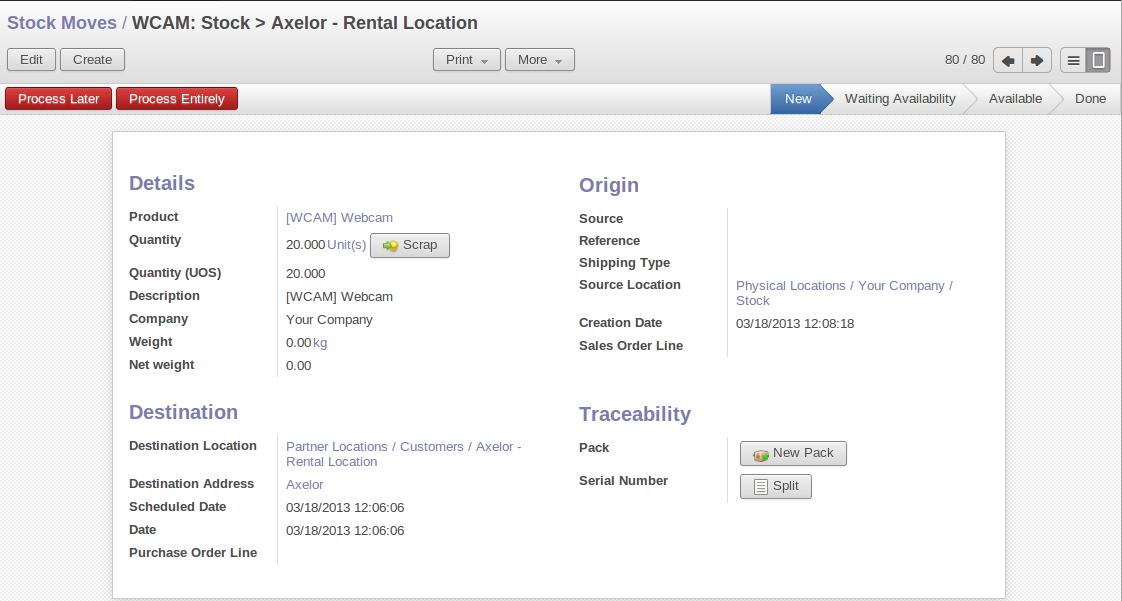 Stock Moves / WCAM: Stock > Axelor - Rental Location
Edit Create Print More 80 / 80
Process Later Process Entirely New Waiting Availability Available Done
Details
Product [WCAM] Webcam
Quantity 20.000 Unit(s) Scrap
Quantity (UOS) 20.000
Description [WCAM] Webcam
Company Your Company
Weight 0.00 kg
Net weight 0.00
Origin
Source
Reference
Shipping Type
Source Location Physical Locations / Your Company /
Stock
Creation Date 03/18/2013 12:08:18
Sales Order Line
Destination
Destination Location Partner Locations / Customers / Axelor -
Rental Location
Destination Address Axelor
Scheduled Date 03/18/2013 12:06:06
Date 03/18/2013 12:06:06
Purchase Order Line
Traceability
Pack New Pack
Serial Number Split